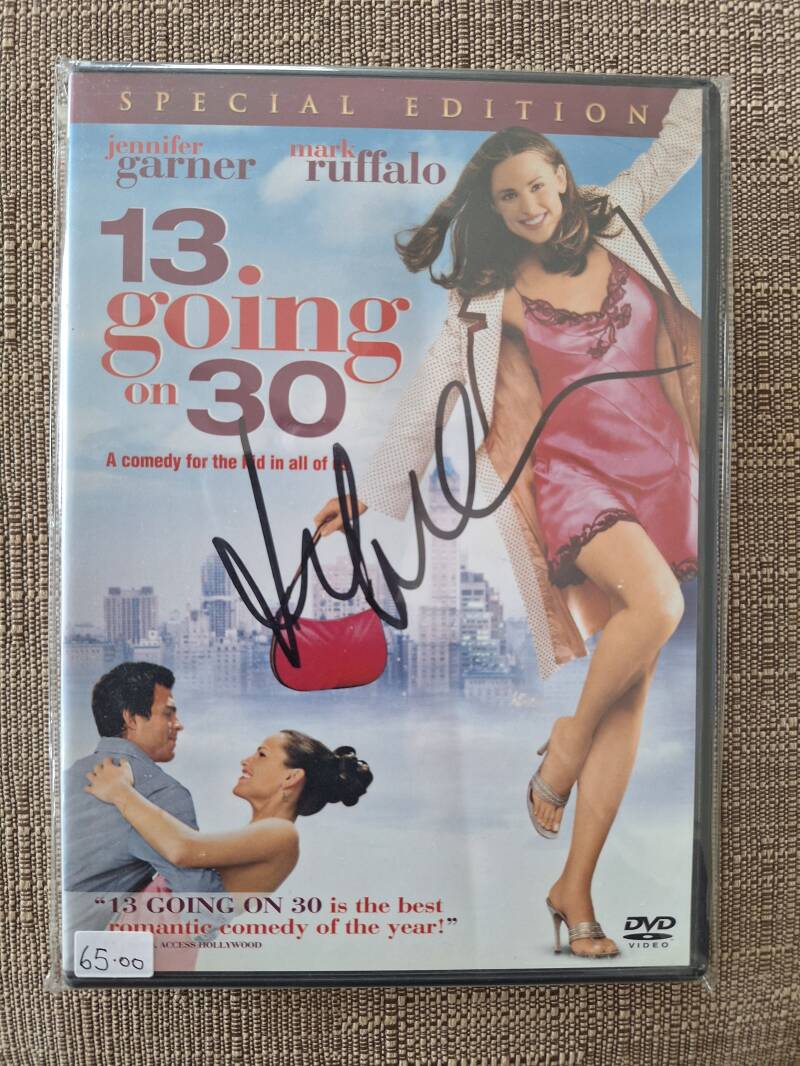 SPECIAL EDITION
jennifer garner
mark ruffalo
13
going
on 30
A comedy for the kid in all of us
"13 GOING ON 30 is the best
romantic comedy of the year!"
ACCESS HOLLYWOOD
65.00
DVD
VIDEO